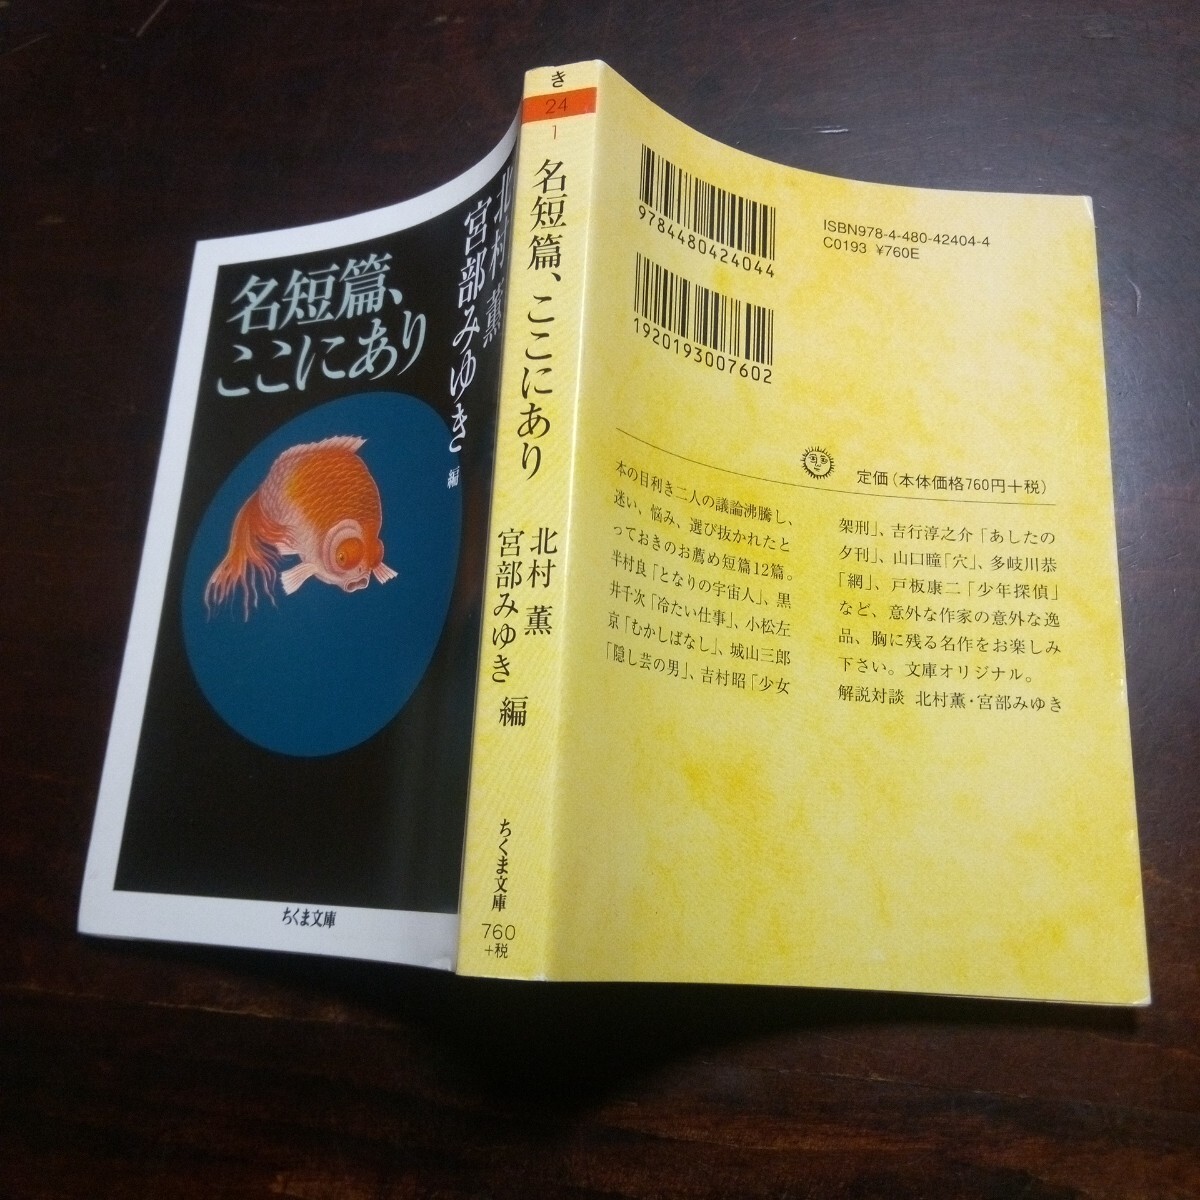 名短篇、
ここにあり
北村薫
宮部みゆき
編
ちくま文庫
き
24
1
名短篇、ここにあり
北村薫
宮部みゆき 編
ちくま文庫
760
+税
9784480424044
1920193007602
ISBN978-4-480-42404-4
C0193 ¥760E
定価(本体価格760円+税)
本の目利き二人の議論沸騰し、
迷い、悩み、選び抜かれたと
っておきのお薦め短篇12篇。
半村良「となりの宇宙人」、黒
井千次「冷たい仕事」、小松左
京「むかしばなし」、城山三郎
「隠し芸の男」、吉村昭「少女
架刑」、吉行淳之介「あしたの
夕刊」、山口瞳「穴」、多岐川恭
「網」、戸板康二「少年探偵」
など、意外な作家の意外な逸
品、胸に残る名作をお楽しみ
下さい。文庫オリジナル。
解説対談 北村薫・宮部みゆき